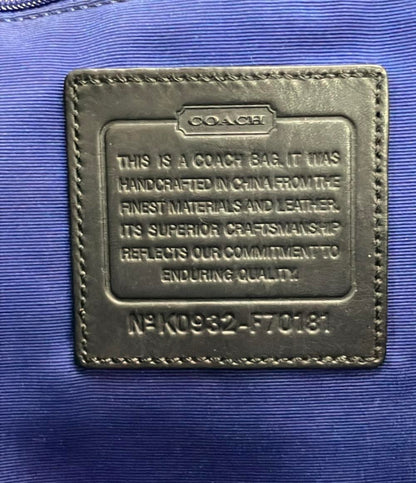 COACH
THIS IS A COACH BAG. IT WAS
HANDCRAFTED IN CHINA FROM THE
FINEST MATERIALS AND LEATHER.
ITS SUPERIOR CRAFTSMANSHIP
REFLECTS OUR COMMITMENT TO
ENDURING QUALITY.
Nº K0932-F70181